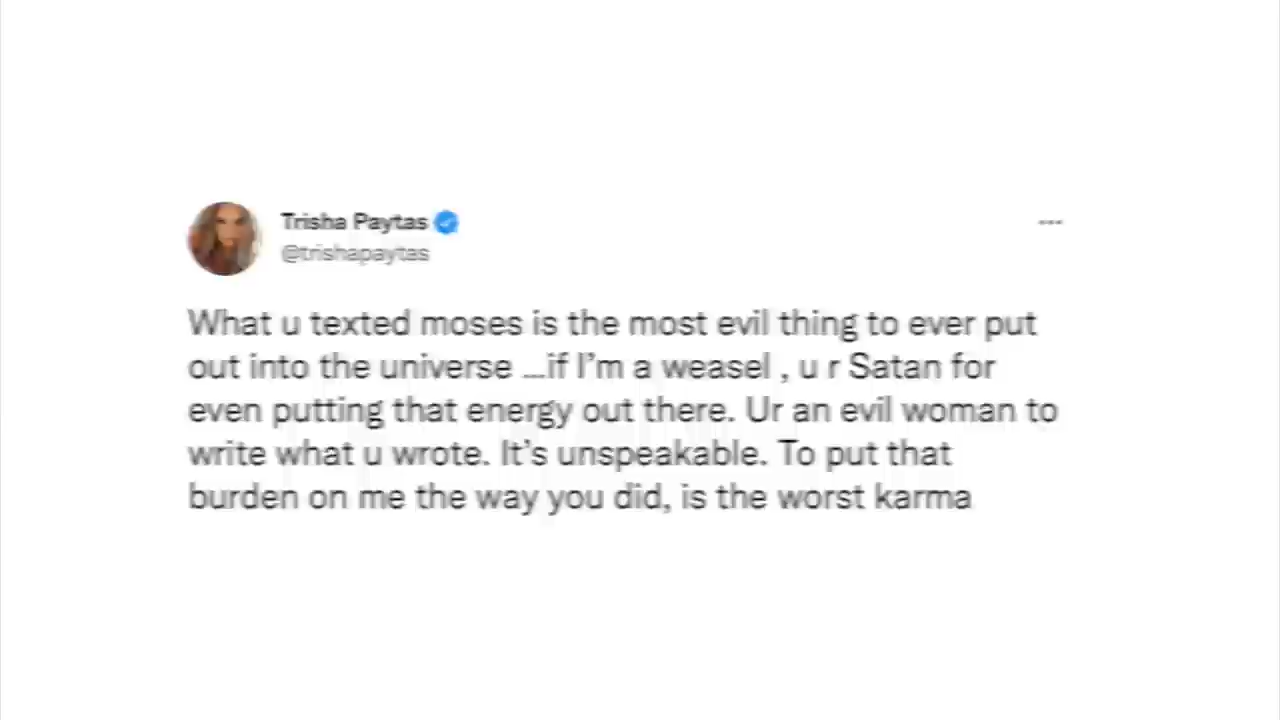 Trisha Paytas
@trishapaytas
What u texted moses is the most evil thing to ever put
out into the universe ...if I'm a weasel , u r Satan for
even putting that energy out there. Ur an evil woman to
write what u wrote. It's unspeakable. To put that
burden on me the way you did, is the worst karma